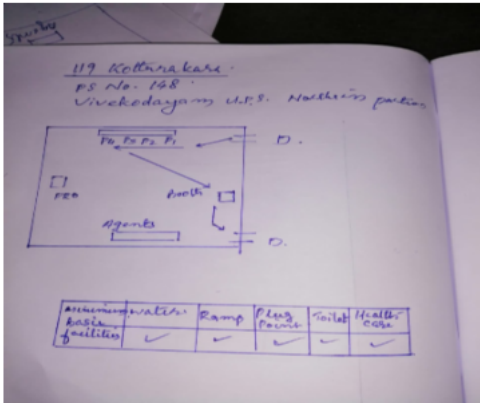 119 Kottarakara.
PS No. 148
Vivekodayam U.P.S. Northern portion
P4 P3 P2 P1
D.
PRO
Booth
Agents
D.
minimum basic facilities
water
Ramp
Plug Point
Toilet
Health care
✓ ✓ ✓ ✓ ✓